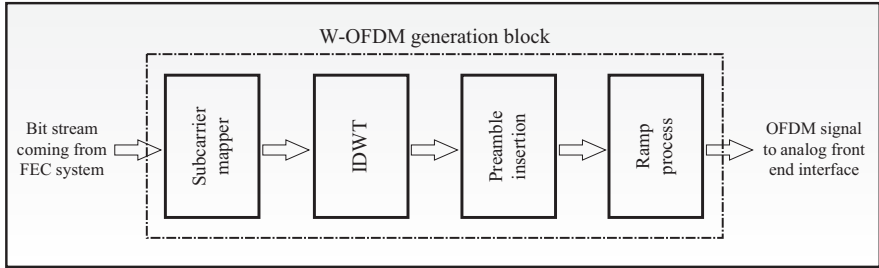 W-OFDM generation block
Bit stream
coming from
FEC system
Subcarrier
mapper
IDWT
Preamble
insertion
Ramp
process
OFDM signal
to analog front
end interface